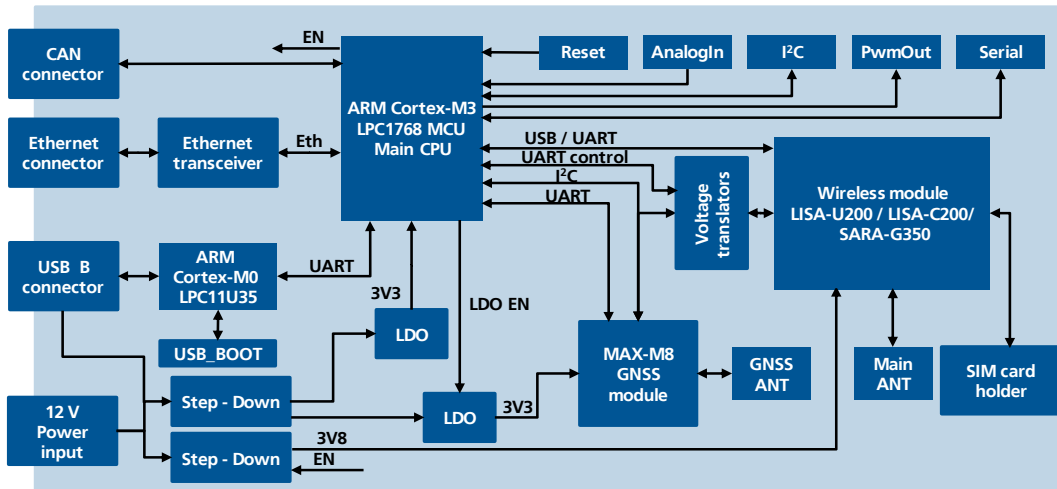 EN
CAN
connector
Reset
AnalogIn
I²C
PwmOut
Serial
ARM Cortex-M3
LPC1768 MCU
Main CPU
Ethernet
connector
Ethernet
transceiver
Eth
USB / UART
UART control
I²C
UART
Voltage
translators
Wireless module
LISA-U200 / LISA-C200/
SARA-G350
USB B
connector
ARM
Cortex-M0
LPC11U35
UART
3V3
LDO EN
USB_BOOT
LDO
MAX-M8
GNSS
module
GNSS
ANT
Main
ANT
SIM card
holder
12 V
Power
input
Step - Down
LDO
3V3
Step - Down
3V8
EN